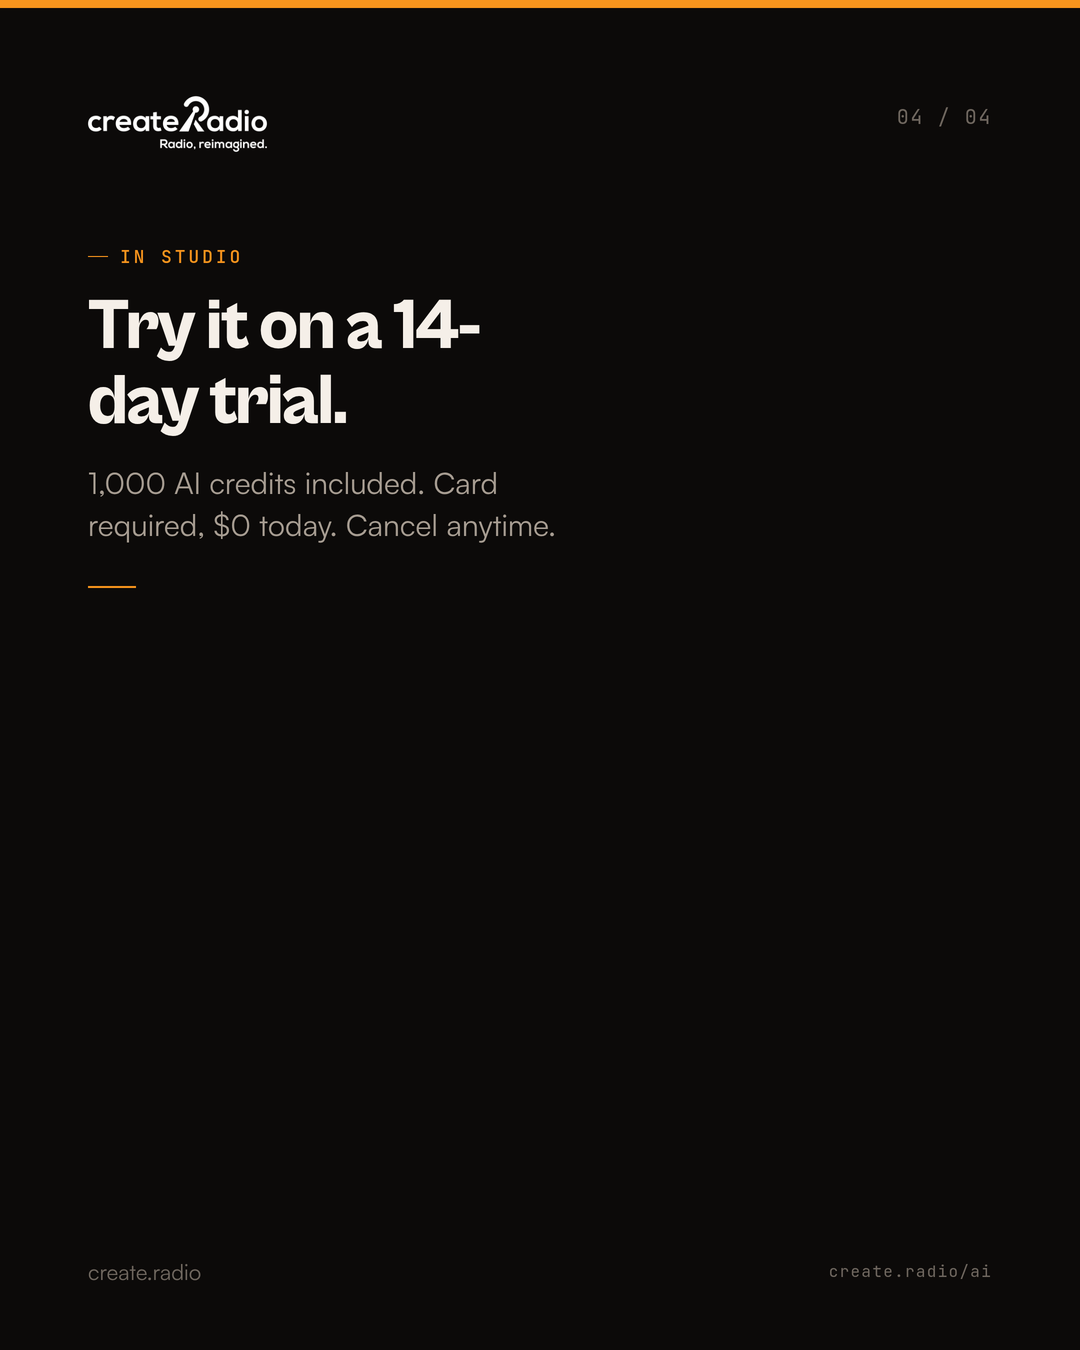 createRadio
Radio, reimagined.
04 / 04
— IN STUDIO
Try it on a 14-
day trial.
1,000 AI credits included. Card
required, $0 today. Cancel anytime.
create.radio
create.radio/ai